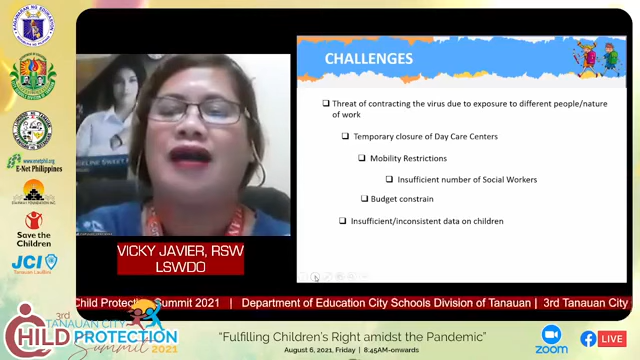 CHALLENGES
Threat of contracting the virus due to exposure to different people/nature
of work
Temporary closure of Day Care Centers
Mobility Restrictions
Insufficient number of Social Workers
Budget constrain
Insufficient/inconsistent data on children
www.enetphil.org
E-Net Philippines
Save the
Children
JCI
Tanauan
VICKY JAVIER, RSW
LSWDO
Child Protection Summit 2021 | Department of Education City Schools Division of Tanauan | 3rd Tanauan City
3rd
TANAUAN CITY
CHILD PROTECTION
Summit 2021
“Fulfilling Children's Right amidst the Pandemic”
August 6, 2021, Friday | 8:45AM-onwards
zoom
LIVE